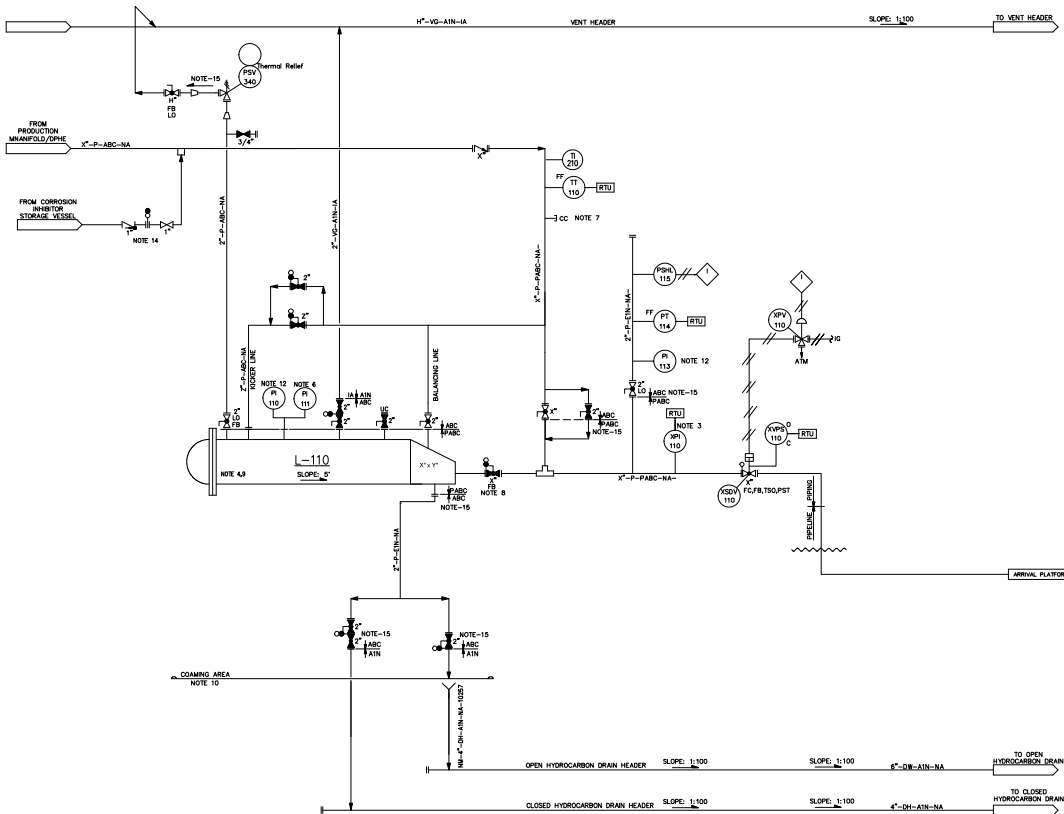 H"-VG-A1N-IA
VENT HEADER
SLOPE: 1:100
TO VENT HEADER
Thermal Relief
PSV
340
NOTE-15
H"
FB
LO
3/4"
FROM
PRODUCTION
MNANIFOLD/DPHE
X"-P-ABC-NA
X"
TI
210
FF
TT
110
RTU
CC NOTE 7
FROM CORROSION
INHIBITOR
STORAGE VESSEL
1"
1"
NOTE 14
2"-P-ABC-NA
2"-VG-A1N-IA
X"-P-PABC-NA-
2"-P-E1N-NA-
PSHL
115
I
FF
PT
114
RTU
PI
113
NOTE 12
2"
LO
ABC NOTE-15
PABC
I
XPV
110
IG
ATM
2"
2"
2"-P-ABC-NA
KICKER LINE
BALANCING LINE
NOTE 12
PI
110
NOTE 6
PI
111
IA A1N
ABC
2"
2"
UC
2"
2"
LO
FB
ABC
PABC
X"
2"
ABC
PABC
NOTE-15
RTU
NOTE 3
XPI
110
XVPS
110
O
C
RTU
L-110
SLOPE: 5'
NOTE 4,9
X" x Y"
X"
FB
NOTE 8
X"-P-PABC-NA-
XSDV
110
X"
FC,FB,TSO,PST
PABC
ABC
NOTE-15
PIPELINE
PIPING
2"-P-E1N-NA
ARRIVAL PLATFOR
2"
2"
NOTE-15
ABC
A1N
2"
NOTE-15
ABC
A1N
COAMING AREA
NOTE 10
NM-4"-DH-A1N-NA-10257
OPEN HYDROCARBON DRAIN HEADER
SLOPE: 1:100
SLOPE: 1:100
6"-DW-A1N-NA
TO OPEN
HYDROCARBON DRAIN
CLOSED HYDROCARBON DRAIN HEADER
SLOPE: 1:100
SLOPE: 1:100
4"-DH-A1N-NA
TO CLOSED
HYDROCARBON DRAIN